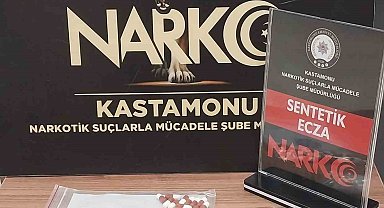 NARKO
KASTAMONU
NARKOTİK SUÇLARLA MÜCADELE ŞUBE
KASTAMONU
NARKOTİK SUÇLARLA MÜCADELE
ŞUBE MÜDÜRLÜĞÜ
SENTETİK
ECZA
NARKO